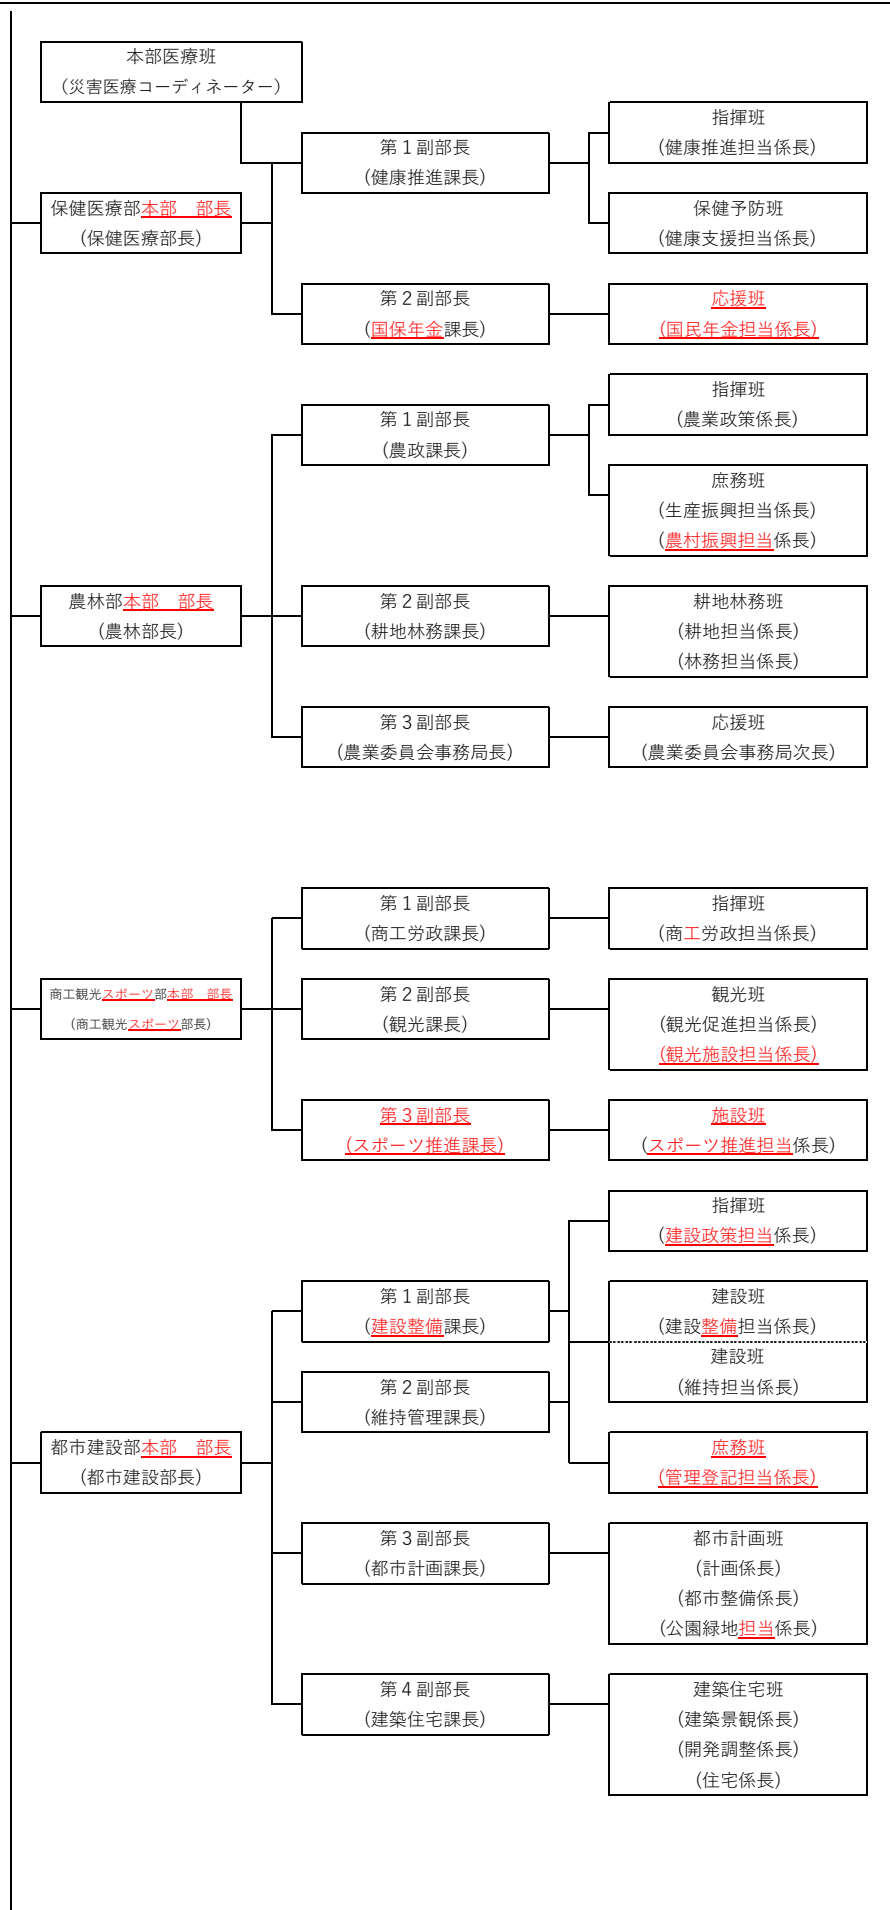 本部医療班
(災害医療コーディネーター)
第1副部長
(健康推進課長)
指揮班
(健康推進担当係長)
保健医療部本部　部長
(保健医療部長)
保健予防班
(健康支援担当係長)
第2副部長
(国保年金課長)
応援班
(国民年金担当係長)
第1副部長
(農政課長)
指揮班
(農業政策係長)
庶務班
(生産振興担当係長)
(農村振興担当係長)
農林部本部　部長
(農林部長)
第2副部長
(耕地林務課長)
耕地林務班
(耕地担当係長)
(林務担当係長)
第3副部長
(農業委員会事務局長)
応援班
(農業委員会事務局次長)
第1副部長
(商工労政課長)
指揮班
(商工労政担当係長)
商工観光スポーツ部本部　部長
(商工観光スポーツ部長)
第2副部長
(観光課長)
観光班
(観光促進担当係長)
(観光施設担当係長)
第3副部長
(スポーツ推進課長)
施設班
(スポーツ推進担当係長)
指揮班
(建設政策担当係長)
第1副部長
(建設整備課長)
建設班
(建設整備担当係長)
建設班
(維持担当係長)
第2副部長
(維持管理課長)
都市建設部本部　部長
(都市建設部長)
庶務班
(管理登記担当係長)
第3副部長
(都市計画課長)
都市計画班
(計画係長)
(都市整備係長)
(公園緑地担当係長)
第4副部長
(建築住宅課長)
建築住宅班
(建築景観係長)
(開発調整係長)
(住宅係長)